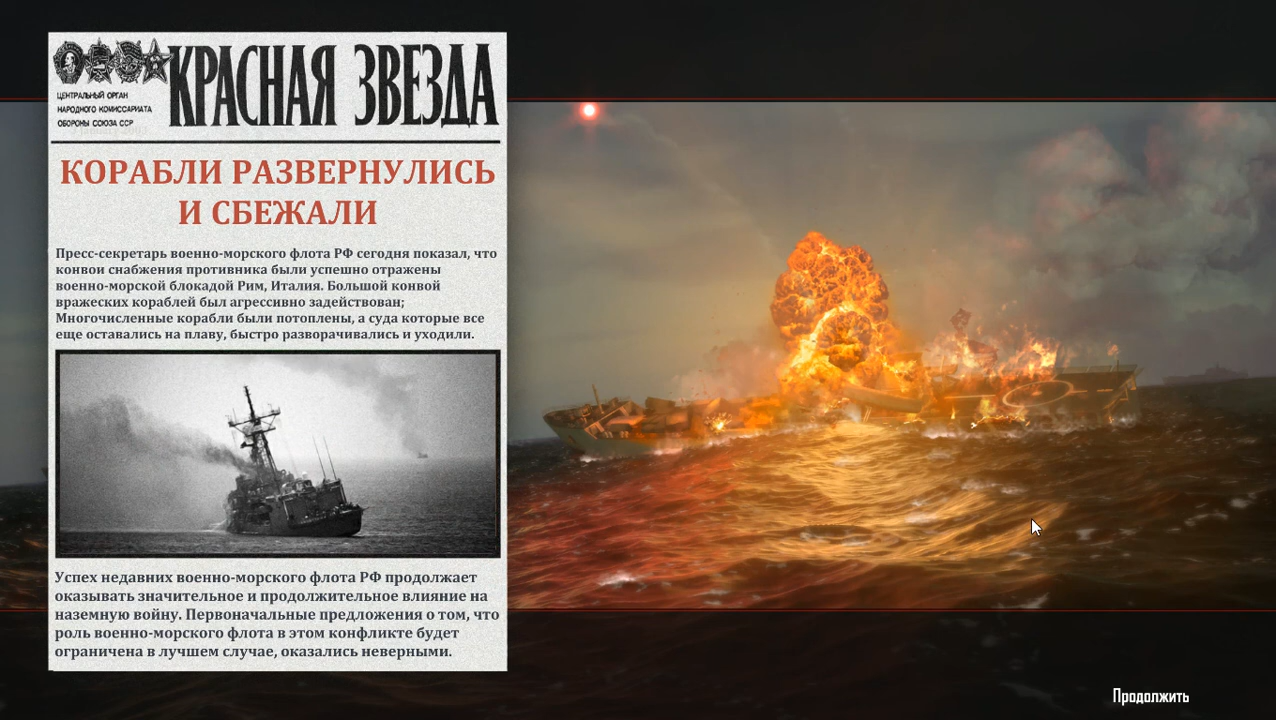 КРАСНАЯ ЗВЕЗДА
ЦЕНТРАЛЬНЫЙ ОРГАН
НАРОДНОГО КОМИССАРИАТА
ОБОРОНЫ СОЮЗА ССР
КОРАБЛИ РАЗВЕРНУЛИСЬ
И СБЕЖАЛИ
Пресс-секретарь военно-морского флота РФ сегодня показал, что
конвои снабжения противника были успешно отражены
военно-морской блокадой Рим, Италия. Большой конвой
вражеских кораблей был агрессивно задействован;
Многочисленные корабли были потоплены, а суда которые все
еще оставались на плаву, быстро разворачивались и уходили.
Успех недавних военно-морского флота РФ продолжает
оказывать значительное и продолжительное влияние на
наземную войну. Первоначальные предложения о том, что
роль военно-морского флота в этом конфликте будет
ограничена в лучшем случае, оказались неверными.
Продолжить